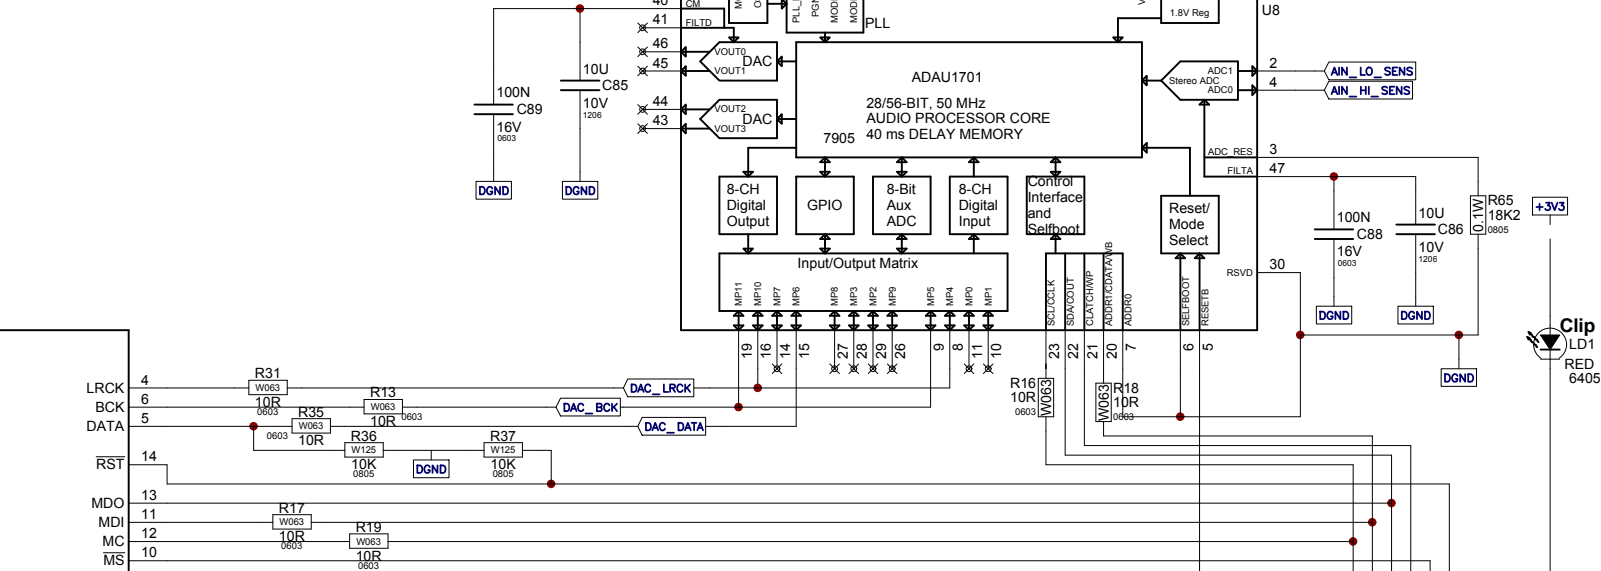 40 CM
41 FILTD
PLL
1.8V Reg
U8
46 VOUT0
DAC
45 VOUT1
44 VOUT2
DAC
43 VOUT3
10U
C85
10V
1206
100N
C89
16V
0603
DGND
DGND
ADAU1701
28/56-BIT, 50 MHz
AUDIO PROCESSOR CORE
40 ms DELAY MEMORY
7905
ADC1 2 AIN_LO_SENS
Stereo ADC
ADC0 4 AIN_HI_SENS
ADC_RES 3
FILTA 47
8-CH
Digital
Output
GPIO
8-Bit
Aux
ADC
8-CH
Digital
Input
Control
Interface
and
Selfboot
Reset/
Mode
Select
100N
C88
16V
0603
10U
C86
10V
1206
R65
18K2
0805
0.1W
+3V3
DGND
DGND
RSVD 30
Input/Output Matrix
MP11 MP10 MP7 MP6 MP8 MP3 MP2 MP9 MP5 MP4 MP0 MP1
SCL/CCLK SDA/COUT CLATCH/WP ADDR1/CDATA/WB ADDR0 SELFBOOT RESETB
19 16 14 15 27 28 29 26 9 8 11 10 23 22 21 20 7 6 5
Clip
LD1
RED
6405
DGND
R16
10R
0603
W063
R18
10R
0603
W063
LRCK 4
R31
W063
10R
0603
DAC_LRCK
BCK 6
R13
W063
10R
0603
DAC_BCK
DATA 5
R35
W063
10R
0603
DAC_DATA
R36
W125
10K
0805
DGND
R37
W125
10K
0805
RST 14
MDO 13
MDI 11
R17
W063
10R
0603
MC 12
R19
W063
10R
0603
MS 10